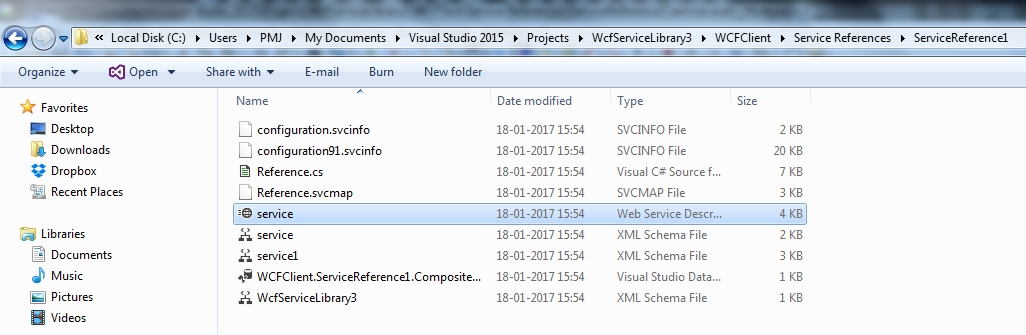 Local Disk (C:) Users PMJ My Documents Visual Studio 2015 Projects WcfServiceLibrary3 WCFClient Service References ServiceReference1
Organize Open Share with E-mail Burn New folder
Favorites
Desktop
Downloads
Dropbox
Recent Places
Libraries
Documents
Music
Pictures
Videos
Name Date modified Type Size
configuration.svcinfo 18-01-2017 15:54 SVCINFO File 2 KB
configuration91.svcinfo 18-01-2017 15:54 SVCINFO File 20 KB
Reference.cs 18-01-2017 15:54 Visual C# Source f... 7 KB
Reference.svcmap 18-01-2017 15:54 SVCMAP File 3 KB
service 18-01-2017 15:54 Web Service Descr... 4 KB
service 18-01-2017 15:54 XML Schema File 2 KB
service1 18-01-2017 15:54 XML Schema File 3 KB
WCFClient.ServiceReference1.Composite... 18-01-2017 15:54 Visual Studio Data... 1 KB
WcfServiceLibrary3 18-01-2017 15:54 XML Schema File 1 KB